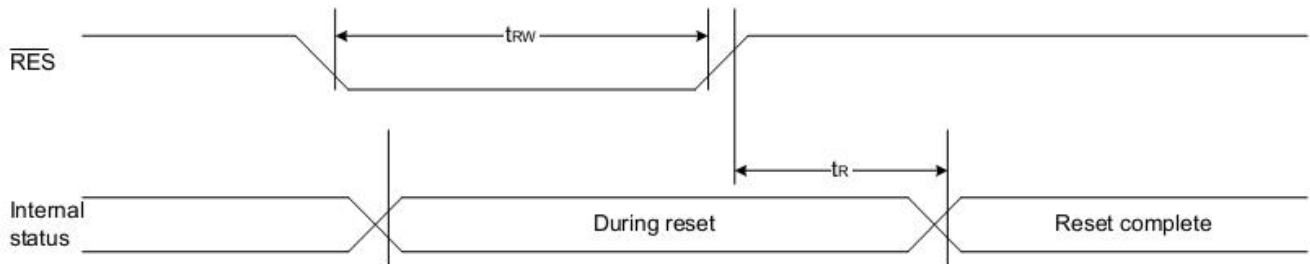 tRW
RES
tR
Internal
status
During reset
Reset complete